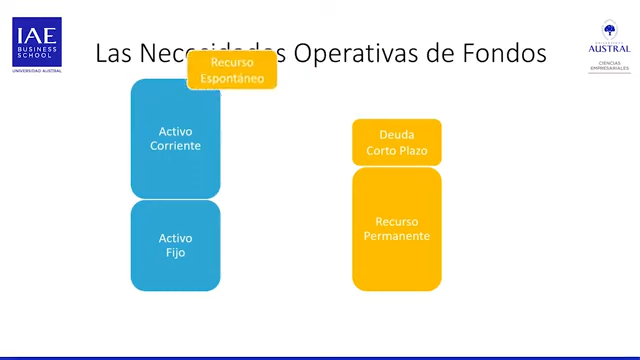 IAE
BUSINESS
SCHOOL
UNIVERSIDAD AUSTRAL
Las Necesidades Operativas de Fondos
UNIVERSIDAD
AUSTRAL
CIENCIAS
EMPRESARIALES
Recurso
Espontáneo
Activo
Corriente
Deuda
Corto Plazo
Activo
Fijo
Recurso
Permanente